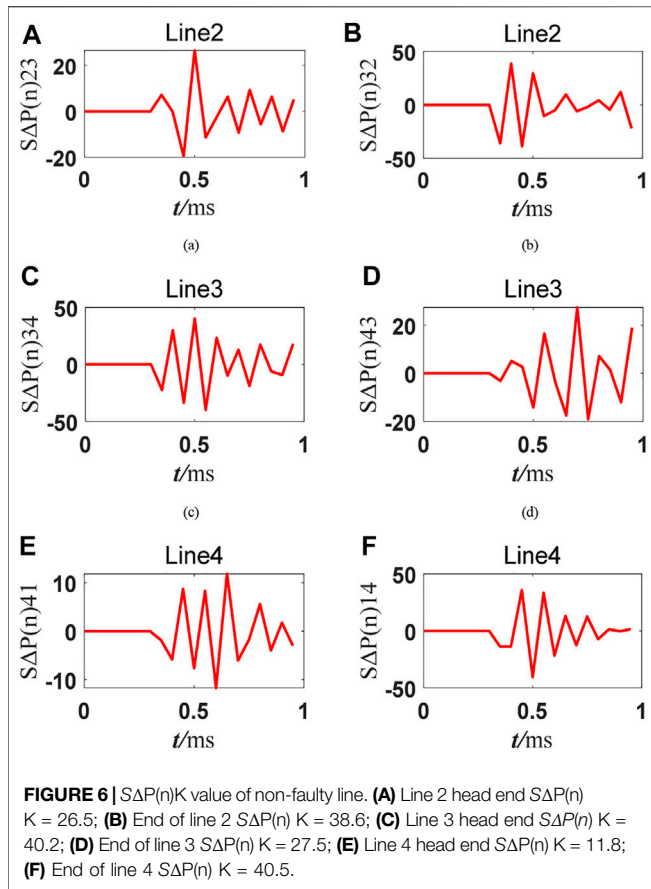 A
Line2
SΔP(n)23
20
0
-20
0
0.5
1
t/ms
(a)
B
Line2
SΔP(n)32
50
0
-50
0
0.5
1
t/ms
(b)
C
Line3
SΔP(n)34
50
0
-50
0
0.5
1
t/ms
(c)
D
Line3
SΔP(n)43
20
0
-20
0
0.5
1
t/ms
(d)
E
Line4
SΔP(n)41
10
0
-10
0
0.5
1
t/ms
F
Line4
SΔP(n)14
50
0
-50
0
0.5
1
t/ms
FIGURE 6 | SΔP(n)K value of non-faulty line. (A) Line 2 head end SΔP(n)
K = 26.5; (B) End of line 2 SΔP(n) K = 38.6; (C) Line 3 head end SΔP(n) K =
40.2; (D) End of line 3 SΔP(n) K = 27.5; (E) Line 4 head end SΔP(n) K = 11.8;
(F) End of line 4 SΔP(n) K = 40.5.